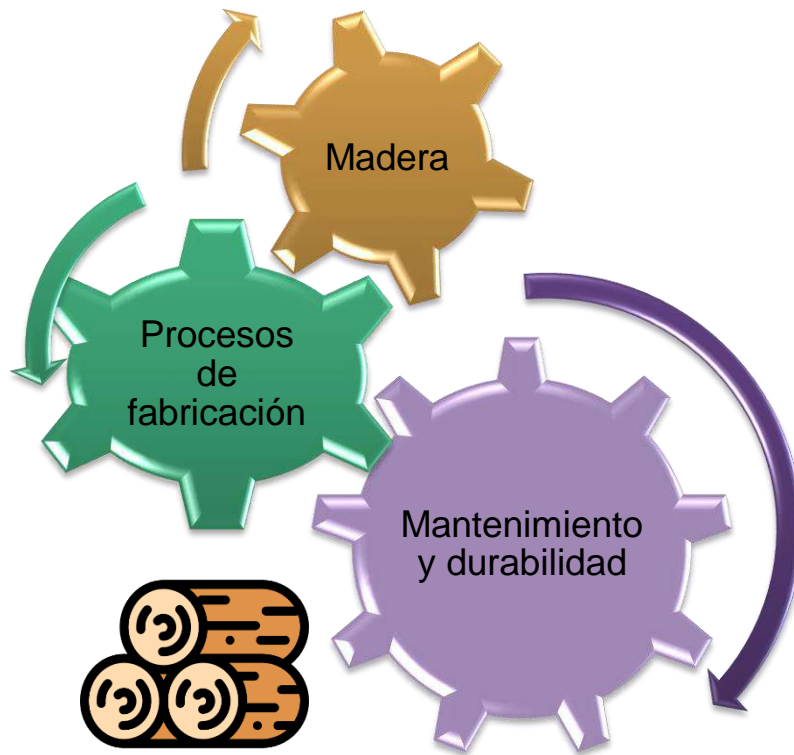 Madera
Procesos
de
fabricación
Mantenimiento
y durabilidad